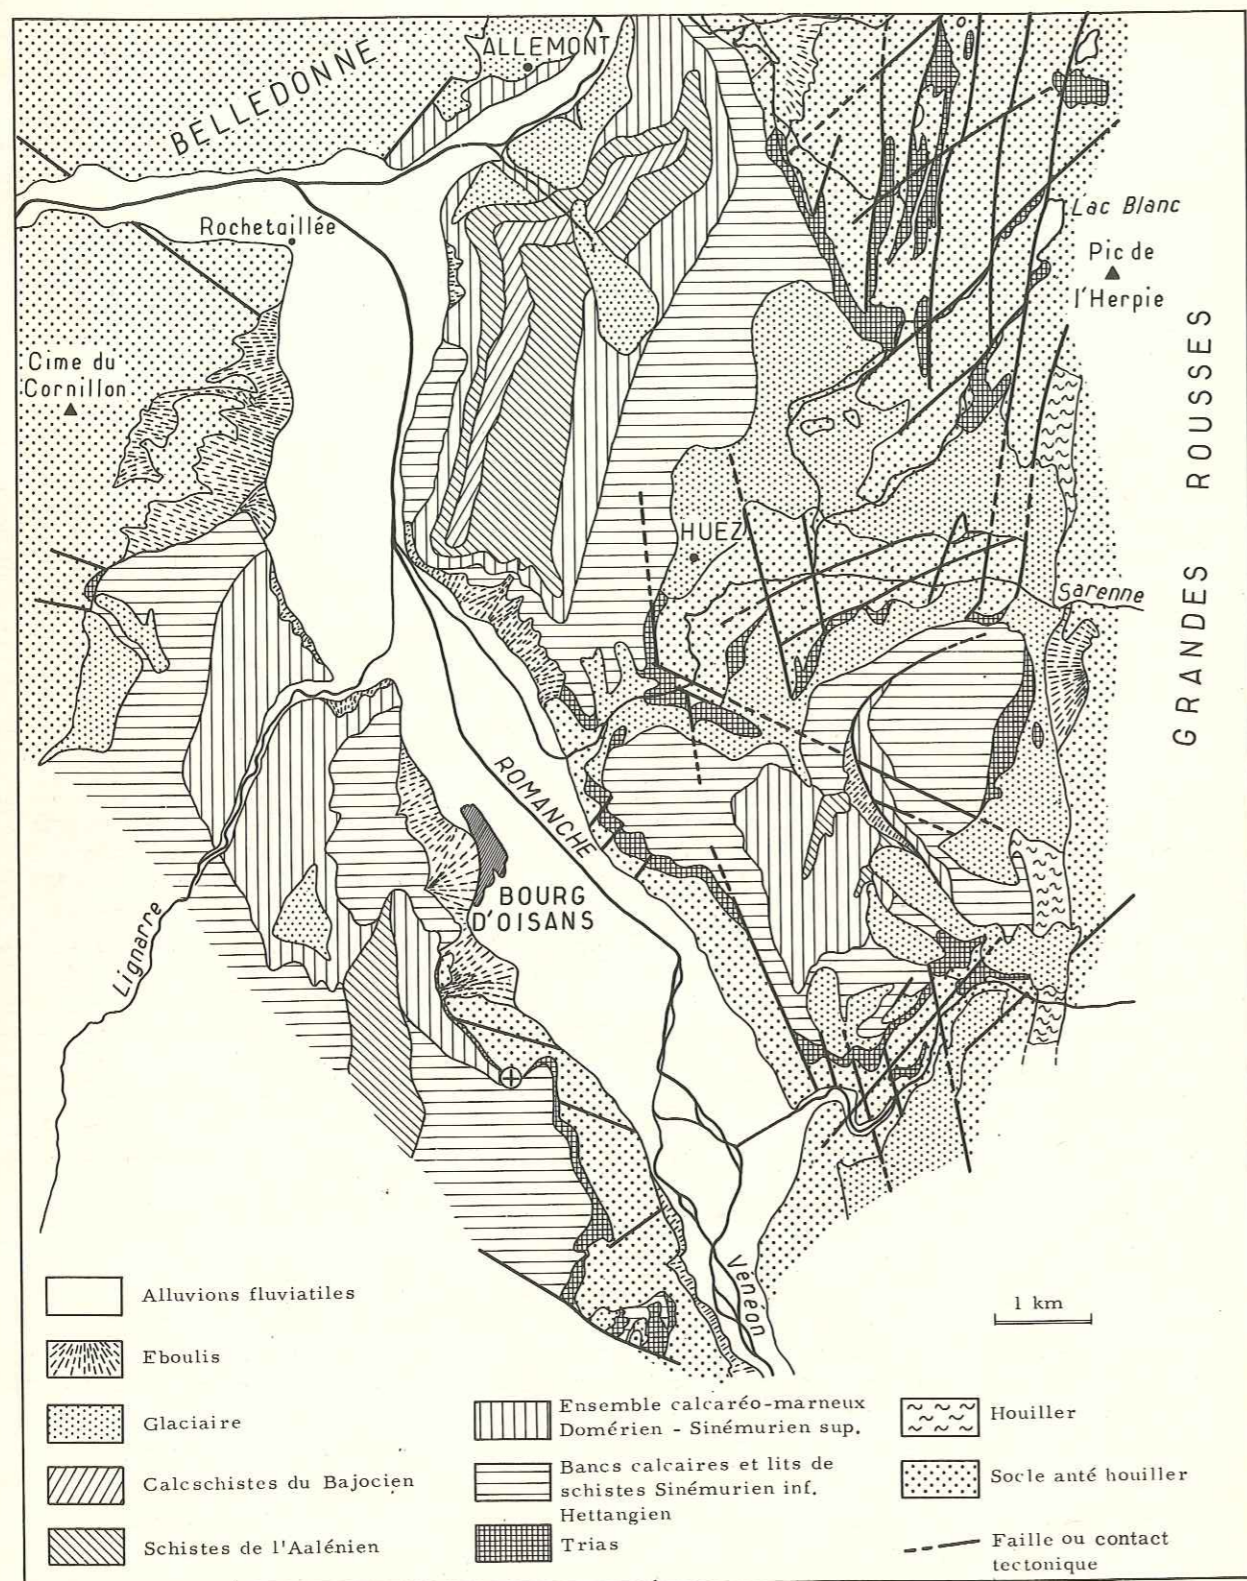 BELLEDONNE
ALLEMONT
Rochetaillée
Lac Blanc
Pic de
l'Herpie
Cime du
Cornillon
GRANDES ROUSSES
HUEZ
Sarenne
ROMANCHE
BOURG
D'OISANS
Lignarre
Vénéon
1 km
Alluvions fluviatiles
Eboulis
Glaciaire
Calcschistes du Bajocien
Schistes de l'Aalénien
Ensemble calcaréo-marneux
Domérien - Sinémurien sup.
Bancs calcaires et lits de
schistes Sinémurien inf.
Hettangien
Trias
Houiller
Socle anté houiller
Faille ou contact
tectonique